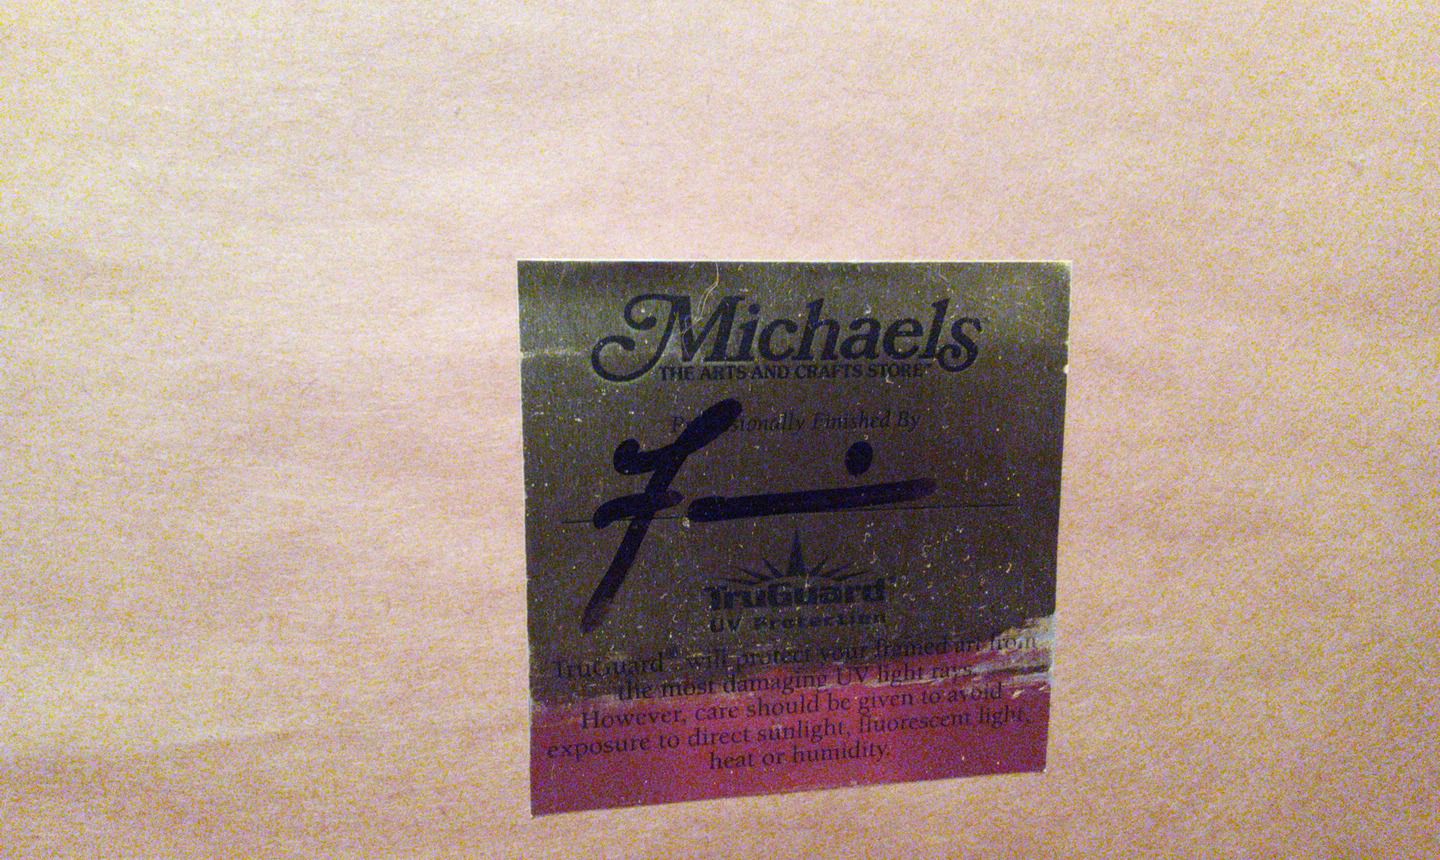 Michaels
THE ARTS AND CRAFTS STORE™
Professionally Finished By
TruGuard
UV Protection
TruGuard® will protect your framed art from
the most damaging UV light rays.
However, care should be given to avoid
exposure to direct sunlight, fluorescent light,
heat or humidity.